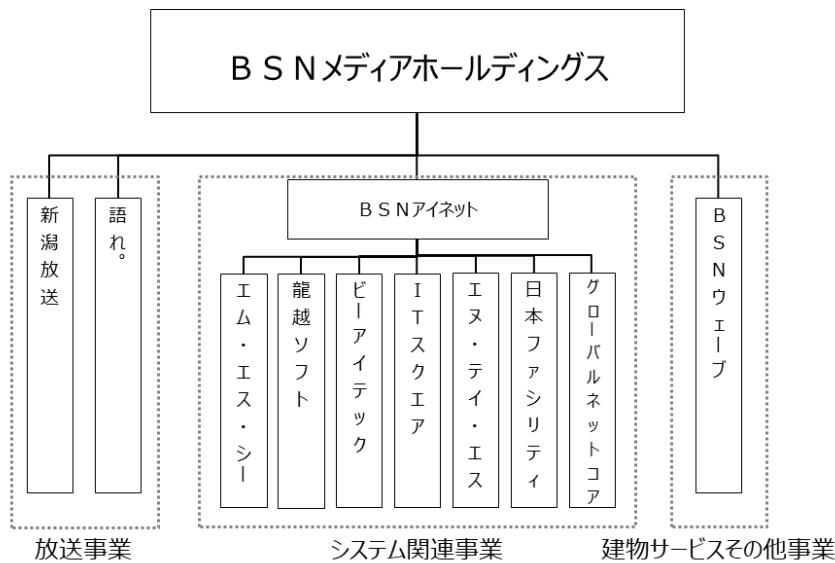 ＢＳＮメディアホールディングス
新潟放送
語れ。
ＢＳＮアイネット
エム・エス・シー
龍越ソフト
ビーアイテック
ＩＴスクエア
エヌ・テイ・エス
日本ファシリティ
グローバルネットコア
ＢＳＮウェーブ
放送事業
システム関連事業
建物サービスその他事業